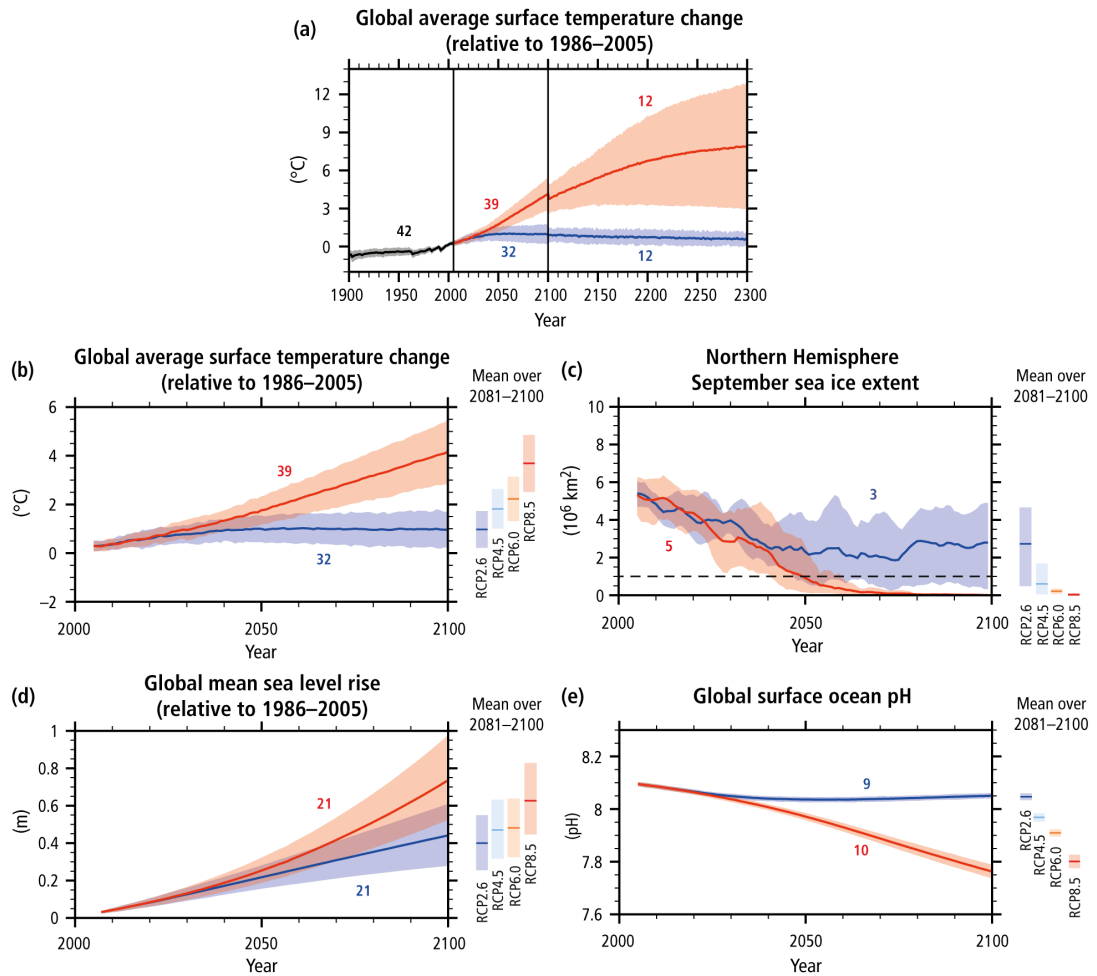 (a)
Global average surface temperature change
(relative to 1986–2005)
(°C)
12
9
6
3
0
42
39
32
12
12
1900
1950
2000
2050
2100
2150
2200
2250
2300
Year
(b)
Global average surface temperature change
(relative to 1986–2005)
Mean over
2081–2100
(°C)
6
4
2
0
–2
39
32
2000
2050
2100
Year
RCP2.6
RCP4.5
RCP6.0
RCP8.5
(c)
Northern Hemisphere
September sea ice extent
Mean over
2081–2100
(10⁶ km²)
10
8
6
4
2
0
3
5
2000
2050
2100
Year
RCP2.6
RCP4.5
RCP6.0
RCP8.5
(d)
Global mean sea level rise
(relative to 1986–2005)
Mean over
2081–2100
(m)
1
0.8
0.6
0.4
0.2
0
21
21
2000
2050
2100
Year
RCP2.6
RCP4.5
RCP6.0
RCP8.5
(e)
Global surface ocean pH
Mean over
2081–2100
(pH)
8.2
8
7.8
7.6
9
10
2000
2050
2100
Year
RCP2.6
RCP4.5
RCP6.0
RCP8.5